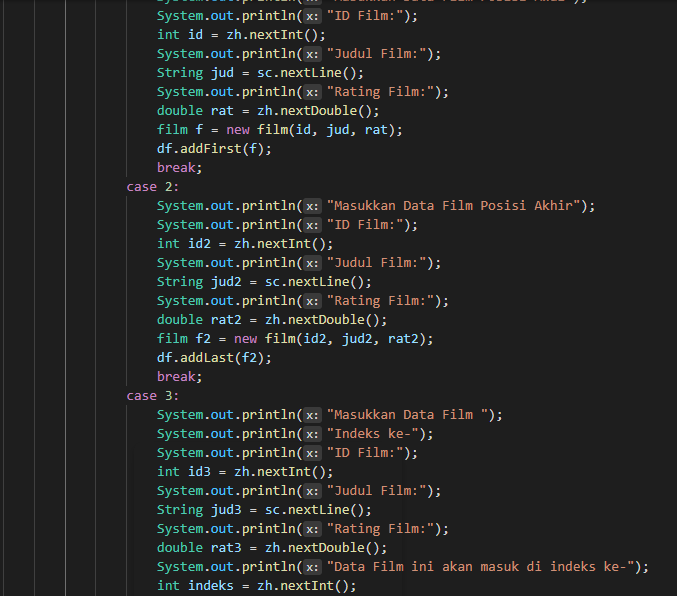 System.out.println(x: "Masukkan Data Film Posisi
System.out.println(x: "ID Film:");
int id = zh.nextInt();
System.out.println(x: "Judul Film:");
String jud = sc.nextLine();
System.out.println(x: "Rating Film:");
double rat = zh.nextDouble();
film f = new film(id, jud, rat);
df.addFirst(f);
break;
case 2:
System.out.println(x: "Masukkan Data Film Posisi Akhir");
System.out.println(x: "ID Film:");
int id2 = zh.nextInt();
System.out.println(x: "Judul Film:");
String jud2 = sc.nextLine();
System.out.println(x: "Rating Film:");
double rat2 = zh.nextDouble();
film f2 = new film(id2, jud2, rat2);
df.addLast(f2);
break;
case 3:
System.out.println(x: "Masukkan Data Film ");
System.out.println(x: "Indeks ke-");
System.out.println(x: "ID Film:");
int id3 = zh.nextInt();
System.out.println(x: "Judul Film:");
String jud3 = sc.nextLine();
System.out.println(x: "Rating Film:");
double rat3 = zh.nextDouble();
System.out.println(x: "Data Film ini akan masuk di indeks ke-");
int indeks = zh.nextInt();